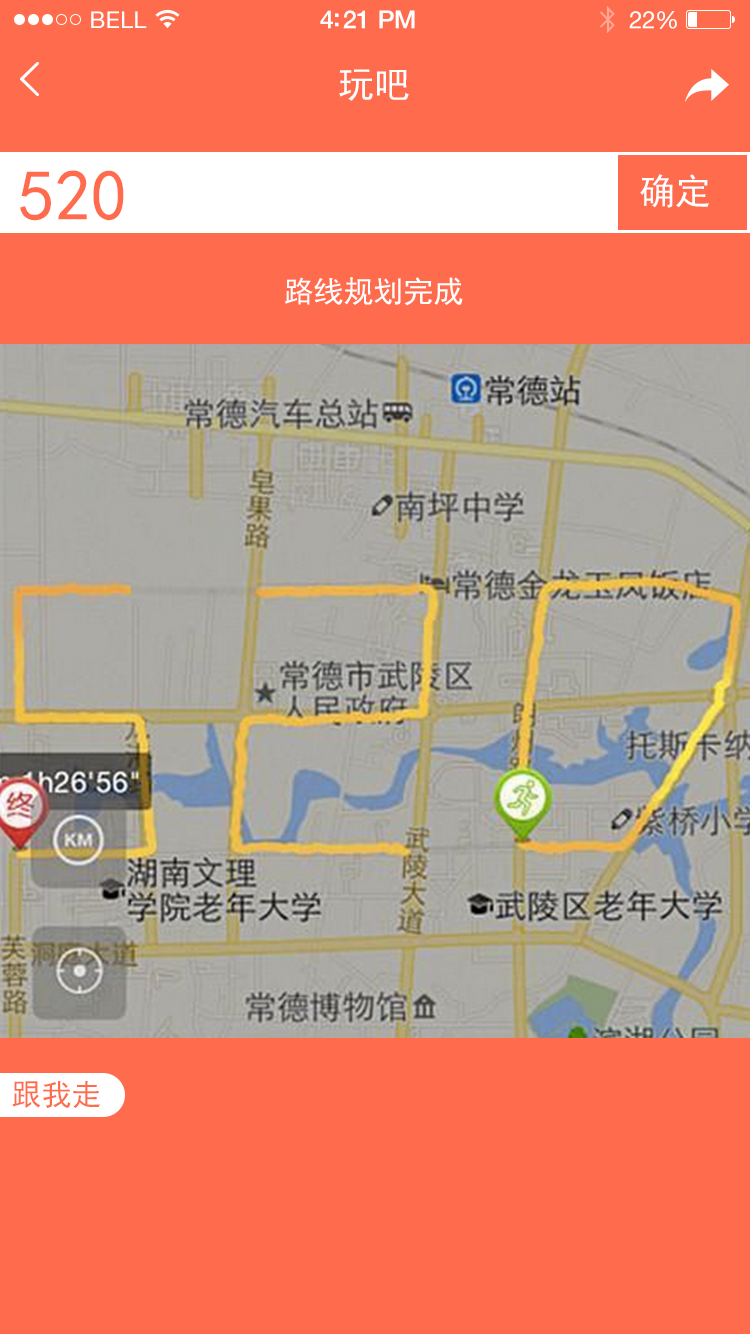 BELL 4:21 PM 22%
玩吧
520 确定
路线规划完成
常德站
常德汽车总站
皂果路
南坪中学
常德金龙玉凤饭店
常德市武陵区
人民政府
托斯卡纳
1h26'56"
终
紫桥小学
KM
武陵大道
湖南文理
学院老年大学
武陵区老年大学
芙蓉路
洞庭大道
常德博物馆
滨湖公园
跟我走